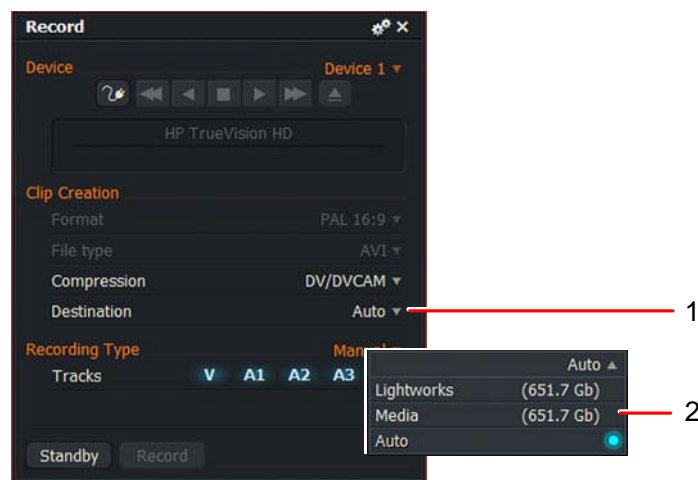 Record
Device Device 1
HP TrueVision HD
Clip Creation
Format PAL 16:9
File type AVI
Compression DV/DVCAM
Destination Auto
1
Recording Type
Tracks V A1 A2 A3
Auto
Lightworks (651.7 Gb)
Media (651.7 Gb)
2
Auto
Standby Record